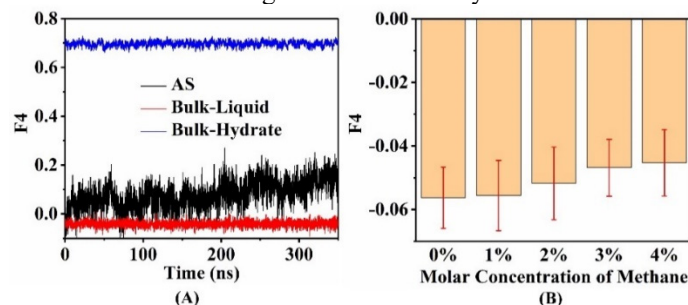 F4
0.8
0.6
0.4
0.2
0.0
AS
Bulk-Liquid
Bulk-Hydrate
0 100 200 300
Time (ns)
(A)
F4
0.00
-0.02
-0.04
-0.06
0% 1% 2% 3% 4%
Molar Concentration of Methane
(B)